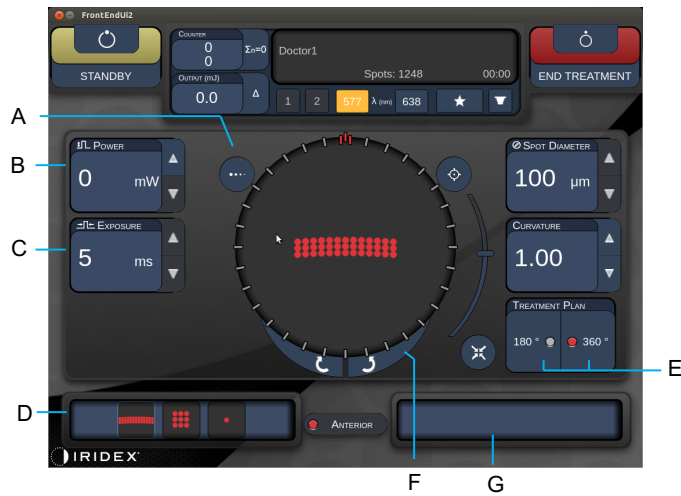 FrontEndUi2
STANDBY
COUNTER
0
0
Σn=0
OUTPUT (mJ)
0.0
Δ
Doctor1
Spots: 1248
00:00
1 2 577 λ (nm) 638
END TREATMENT
A
B
POWER
0 mW
C
EXPOSURE
5 ms
SPOT DIAMETER
100 μm
CURVATURE
1.00
TREATMENT PLAN
180 ° 360 °
E
D
ANTERIOR
IRIDEX
F
G